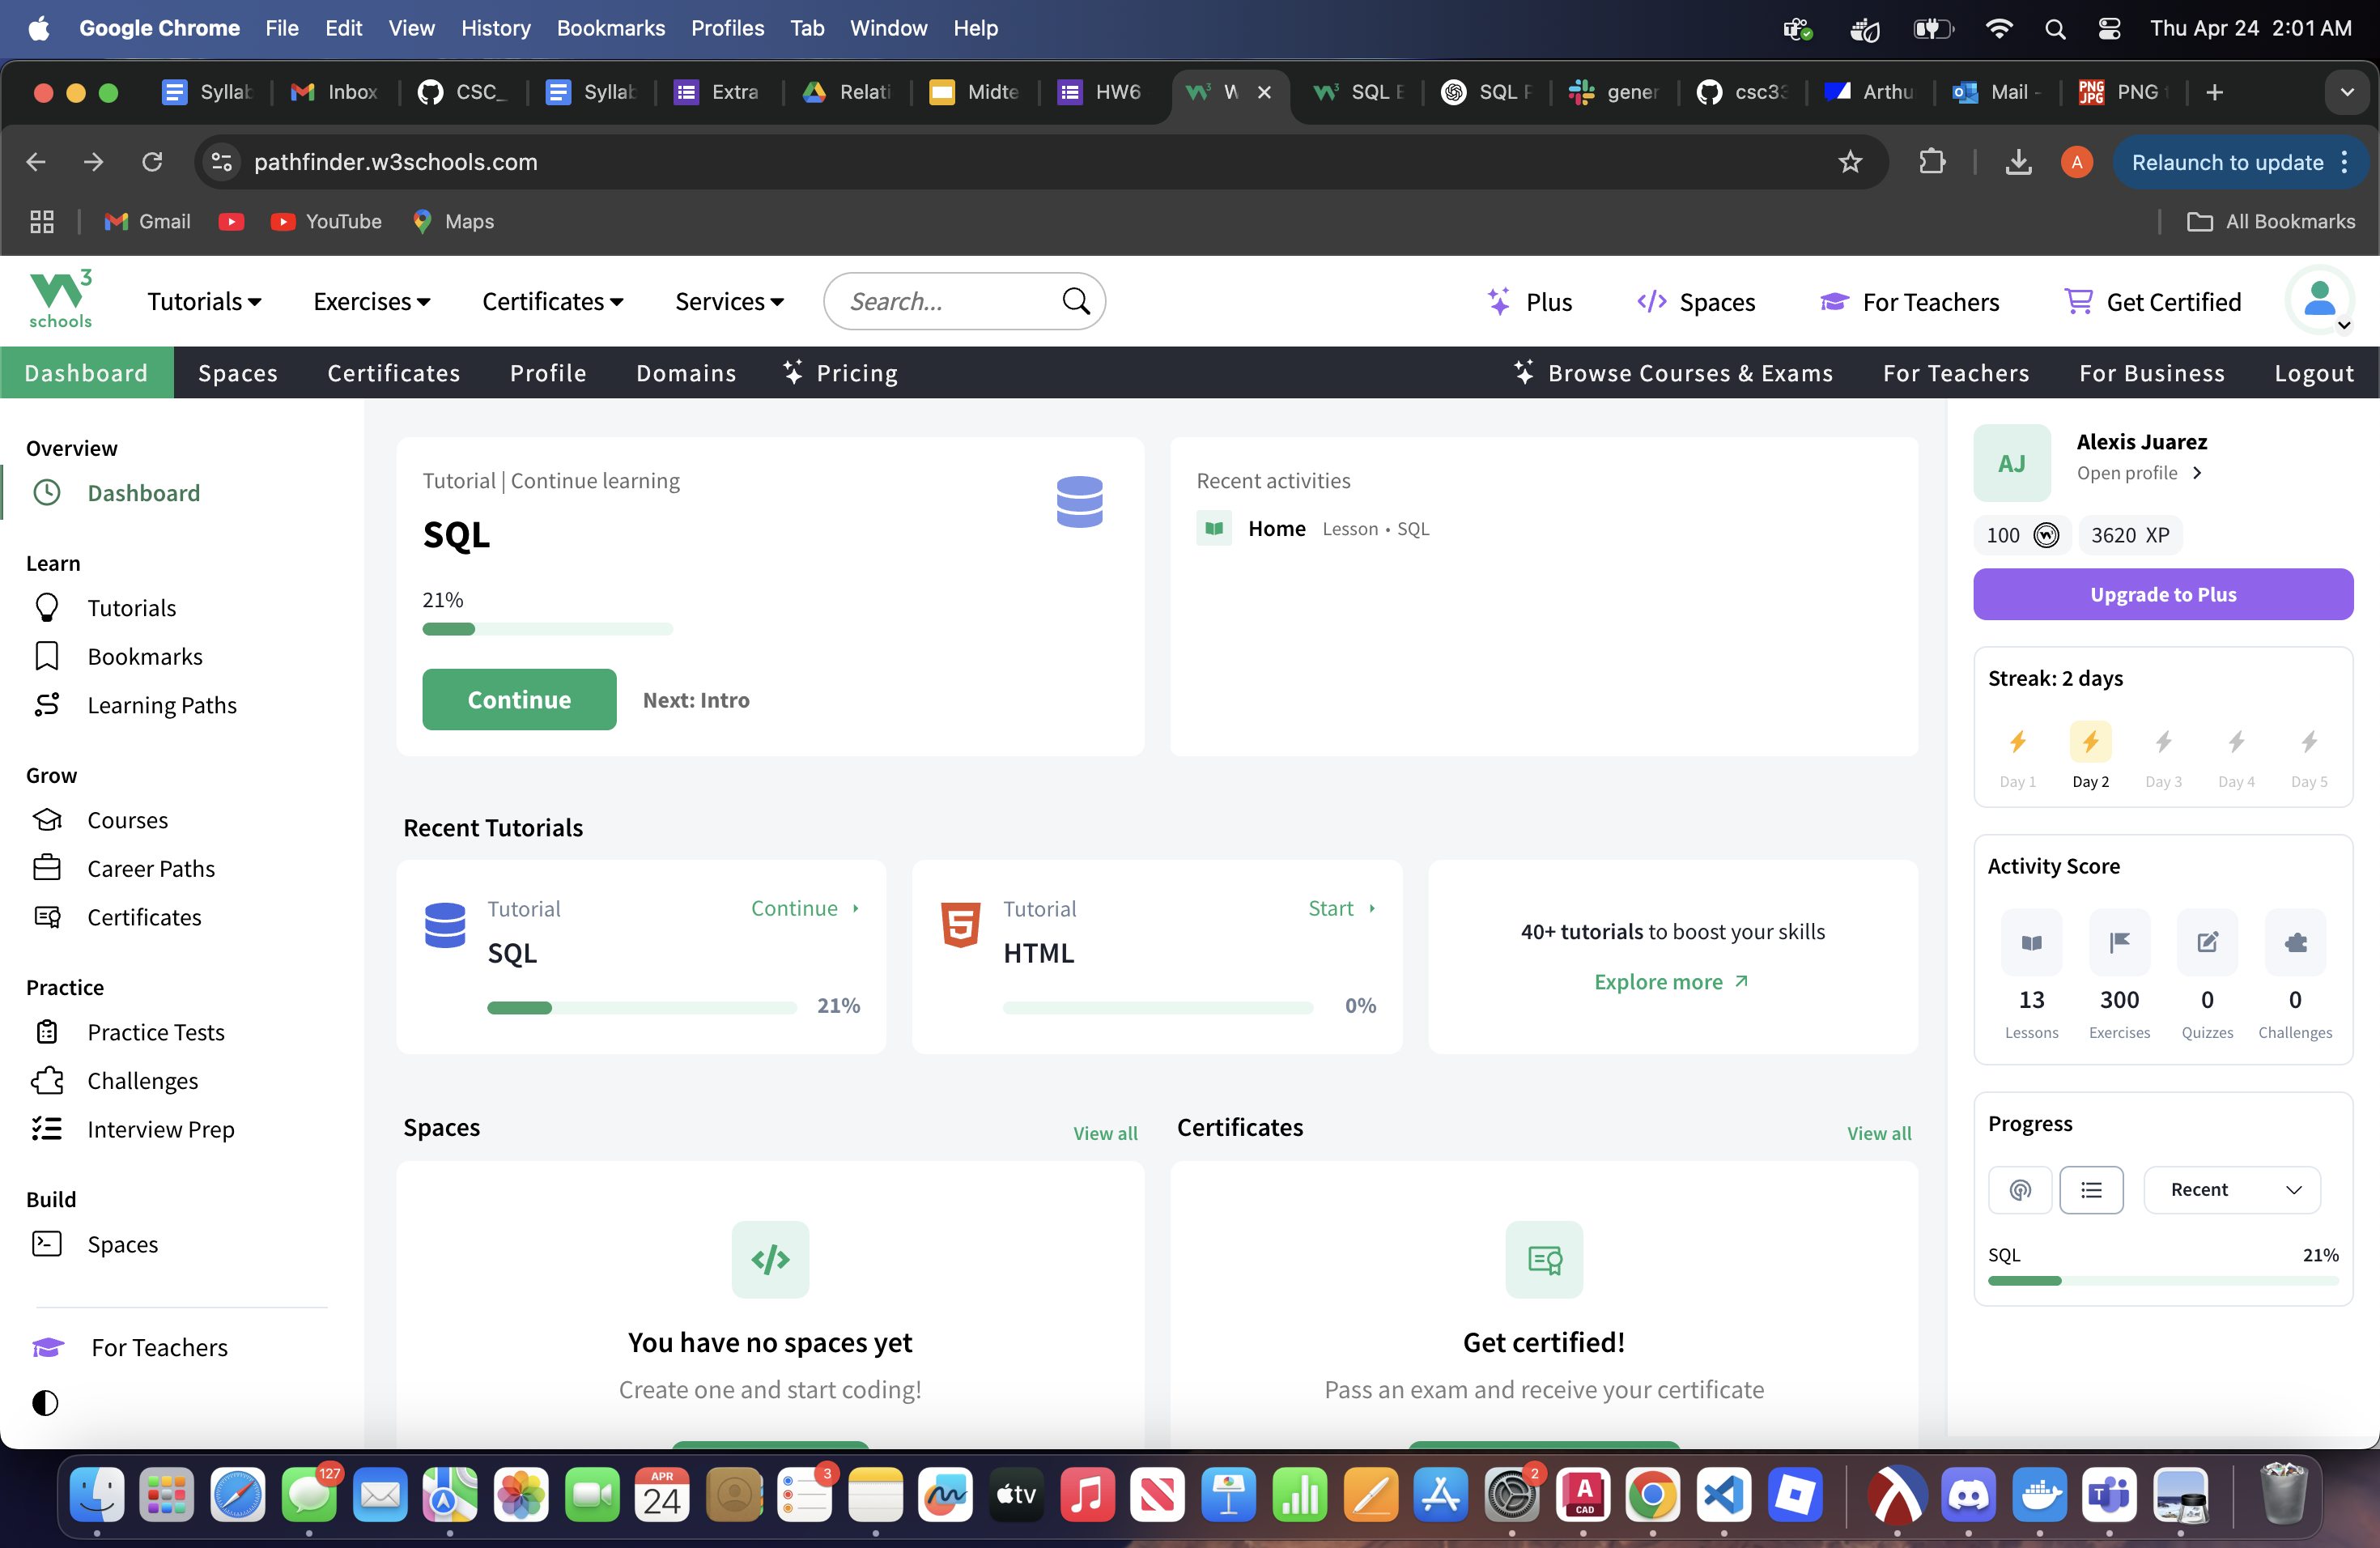 Google Chrome File Edit View History Bookmarks Profiles Tab Window Help Thu Apr 24 2:01 AM
Syllab Inbox CSC_ Syllab Extra Relati Midte HW6 W SQL E SQL F gener csc33 Arthu Mail - PNG t
pathfinder.w3schools.com A Relaunch to update
Gmail YouTube Maps All Bookmarks
W3 schools Tutorials Exercises Certificates Services Search... Plus Spaces For Teachers Get Certified
Dashboard Spaces Certificates Profile Domains Pricing Browse Courses & Exams For Teachers For Business Logout
Overview
Dashboard
Learn
Tutorials
Bookmarks
Learning Paths
Grow
Courses
Career Paths
Certificates
Practice
Practice Tests
Challenges
Interview Prep
Build
Spaces
For Teachers
Tutorial | Continue learning
SQL
21%
Continue Next: Intro
Recent activities
Home Lesson • SQL
Recent Tutorials
Tutorial Continue
SQL
21%
Tutorial Start
HTML
0%
40+ tutorials to boost your skills
Explore more
Spaces View all
You have no spaces yet
Create one and start coding!
Certificates View all
Get certified!
Pass an exam and receive your certificate
AJ Alexis Juarez
Open profile
100 3620 XP
Upgrade to Plus
Streak: 2 days
Day 1 Day 2 Day 3 Day 4 Day 5
Activity Score
13 300 0 0
Lessons Exercises Quizzes Challenges
Progress
Recent
SQL 21%
127 APR 24 3 tv 2 A CAD T